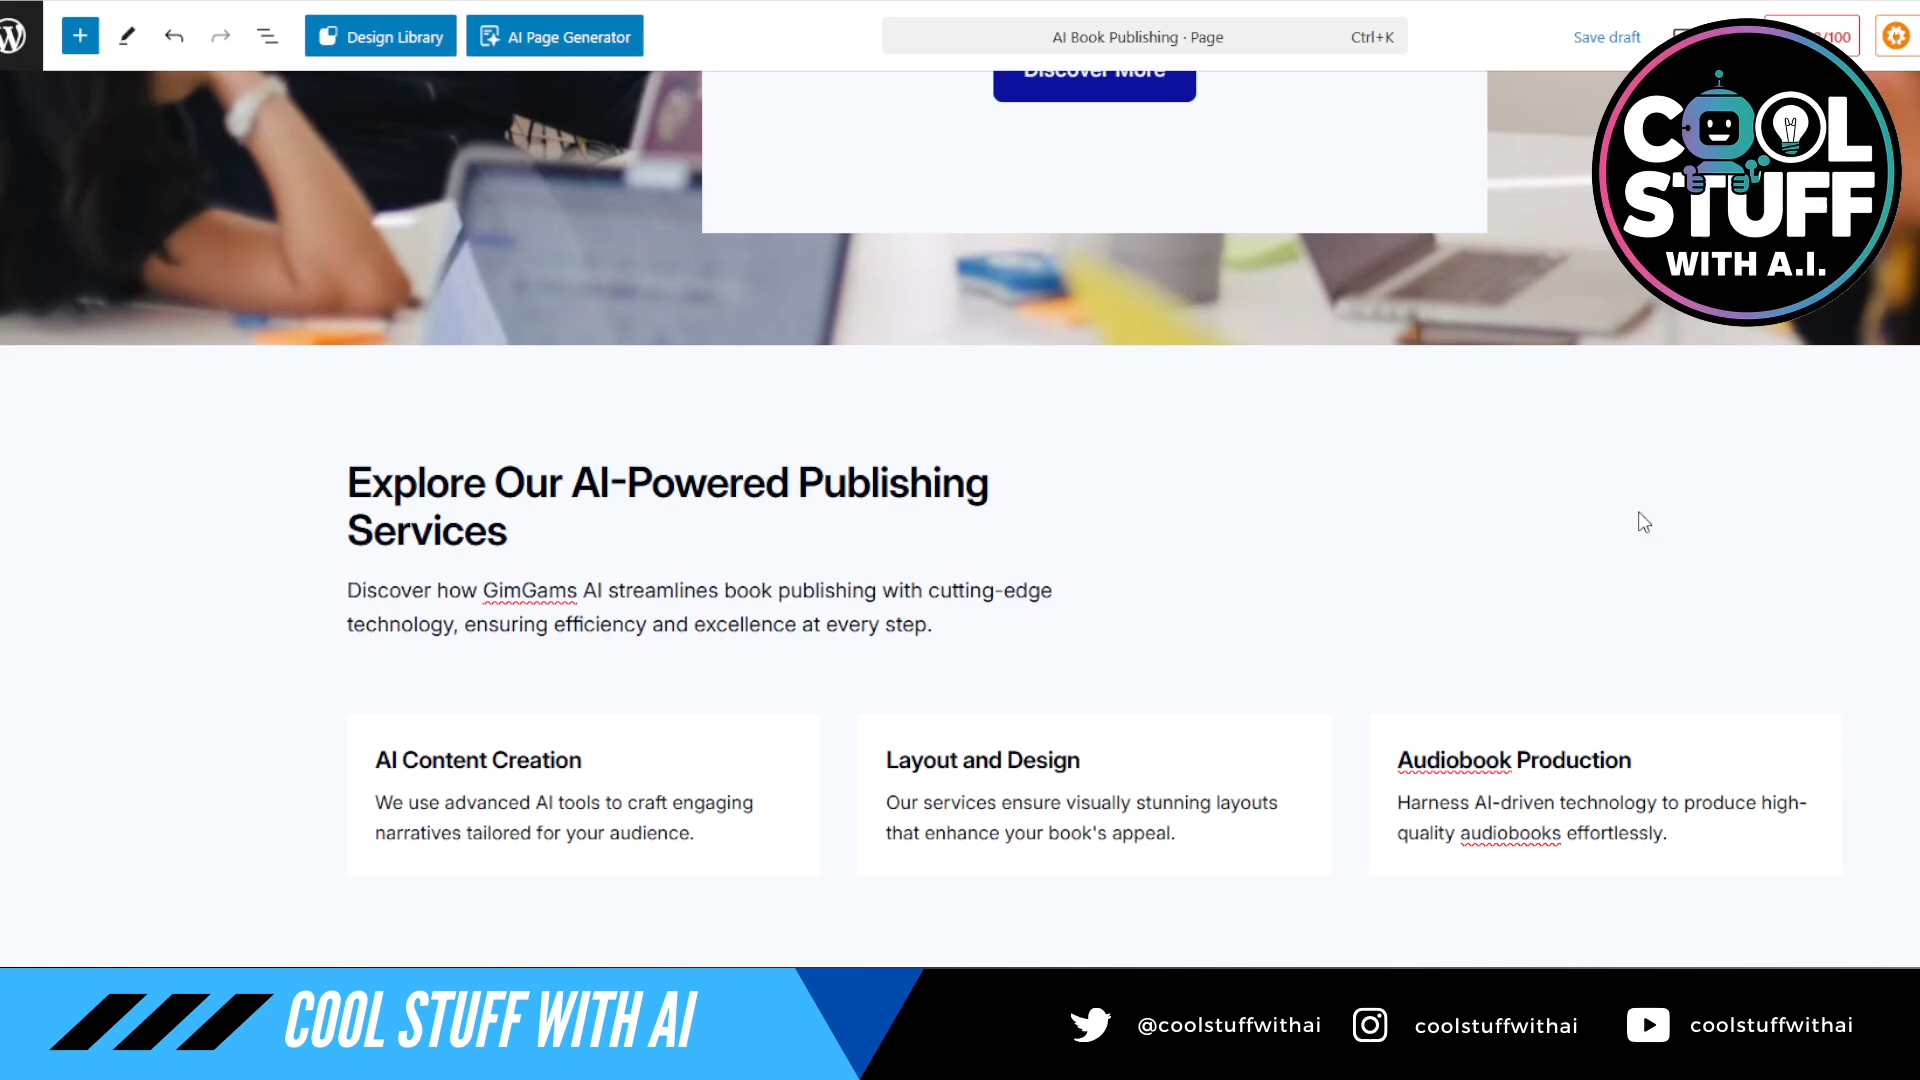 Design Library
AI Page Generator
AI Book Publishing · Page
Ctrl+K
Save draft
/100
Discover More
COOL
STUFF
WITH A.I.
Explore Our AI-Powered Publishing
Services
Discover how GimGams AI streamlines book publishing with cutting-edge
technology, ensuring efficiency and excellence at every step.
AI Content Creation
We use advanced AI tools to craft engaging
narratives tailored for your audience.
Layout and Design
Our services ensure visually stunning layouts
that enhance your book's appeal.
Audiobook Production
Harness AI-driven technology to produce high-
quality audiobooks effortlessly.
COOL STUFF WITH AI
@coolstuffwithai
coolstuffwithai
coolstuffwithai